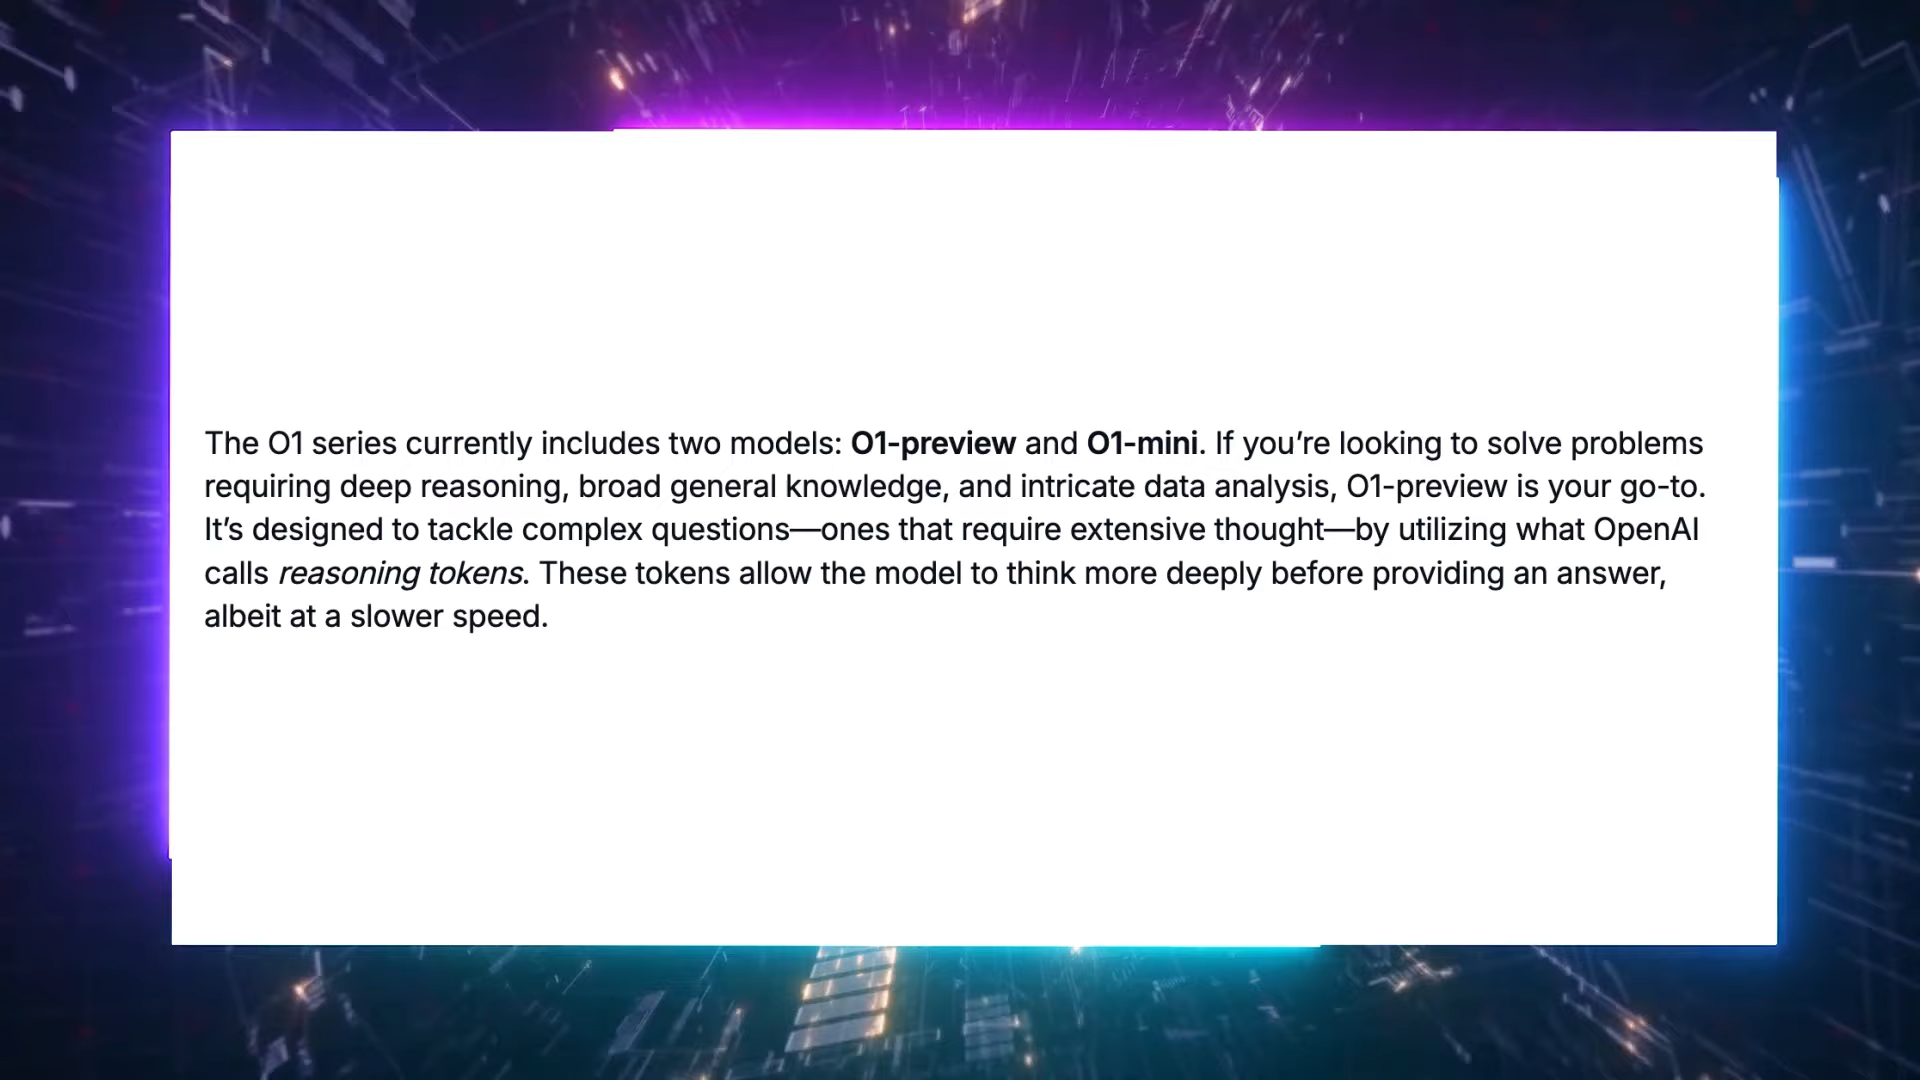 The O1 series currently includes two models: O1-preview and O1-mini. If you’re looking to solve problems
requiring deep reasoning, broad general knowledge, and intricate data analysis, O1-preview is your go-to.
It’s designed to tackle complex questions—ones that require extensive thought—by utilizing what OpenAI
calls reasoning tokens. These tokens allow the model to think more deeply before providing an answer,
albeit at a slower speed.